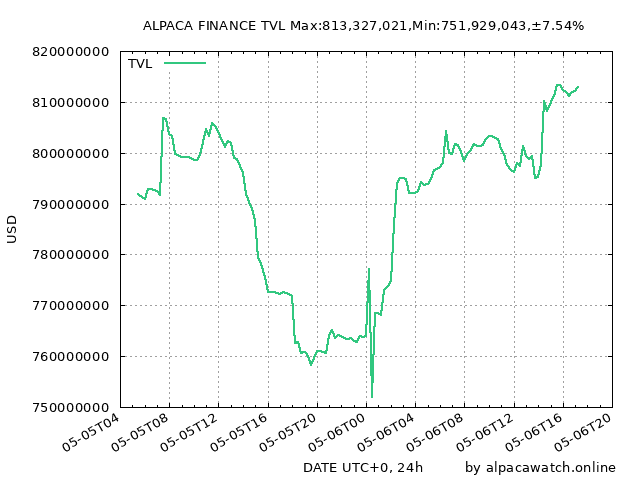 ALPACA FINANCE TVL Max:813,327,021,Min:751,929,043,±7.54%
820000000
TVL
810000000
800000000
790000000
USD
780000000
770000000
760000000
750000000
05-05T04
05-05T08
05-05T12
05-05T16
05-05T20
05-06T00
05-06T04
05-06T08
05-06T12
05-06T16
05-06T20
DATE UTC+0, 24h
by alpacawatch.online